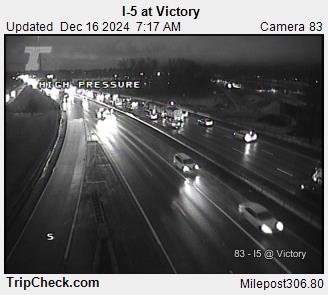 I-5 at Victory
Updated Dec 16 2024 7:17 AM Camera 83
T
HIGH PRESSURE
S
83 - I5 @ Victory
TripCheck.com Milepost306.80